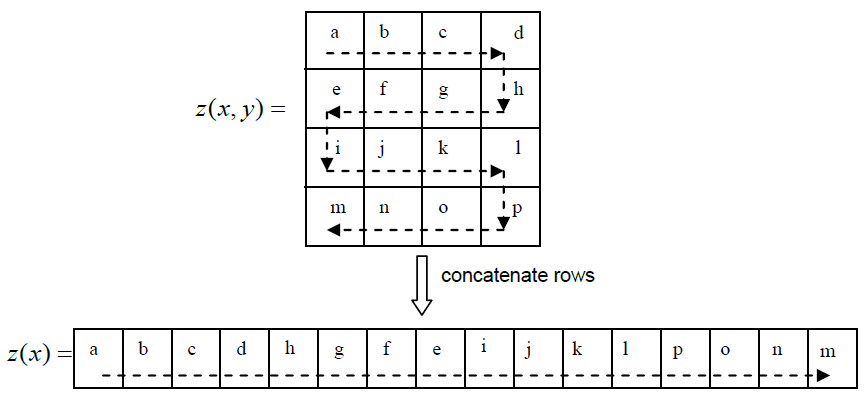 a b c d
z(x, y) = e f g h
i j k l
m n o p
concatenate rows
z(x) = a b c d h g f e i j k l p o n m